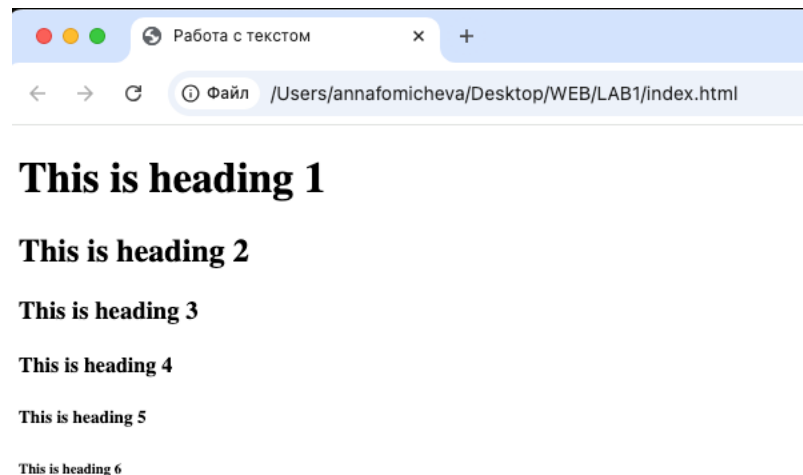 Работа с текстом
Файл /Users/annafomicheva/Desktop/WEB/LAB1/index.html
This is heading 1
This is heading 2
This is heading 3
This is heading 4
This is heading 5
This is heading 6